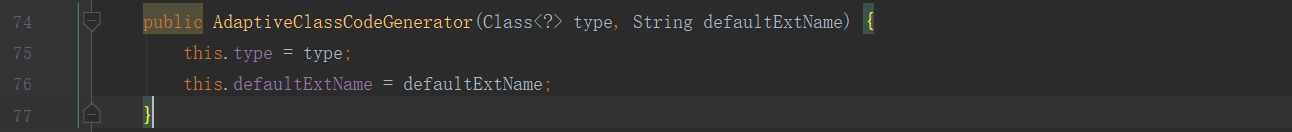 74 public AdaptiveClassCodeGenerator(Class<?> type, String defaultExtName) {
75 this.type = type;
76 this.defaultExtName = defaultExtName;
77 }